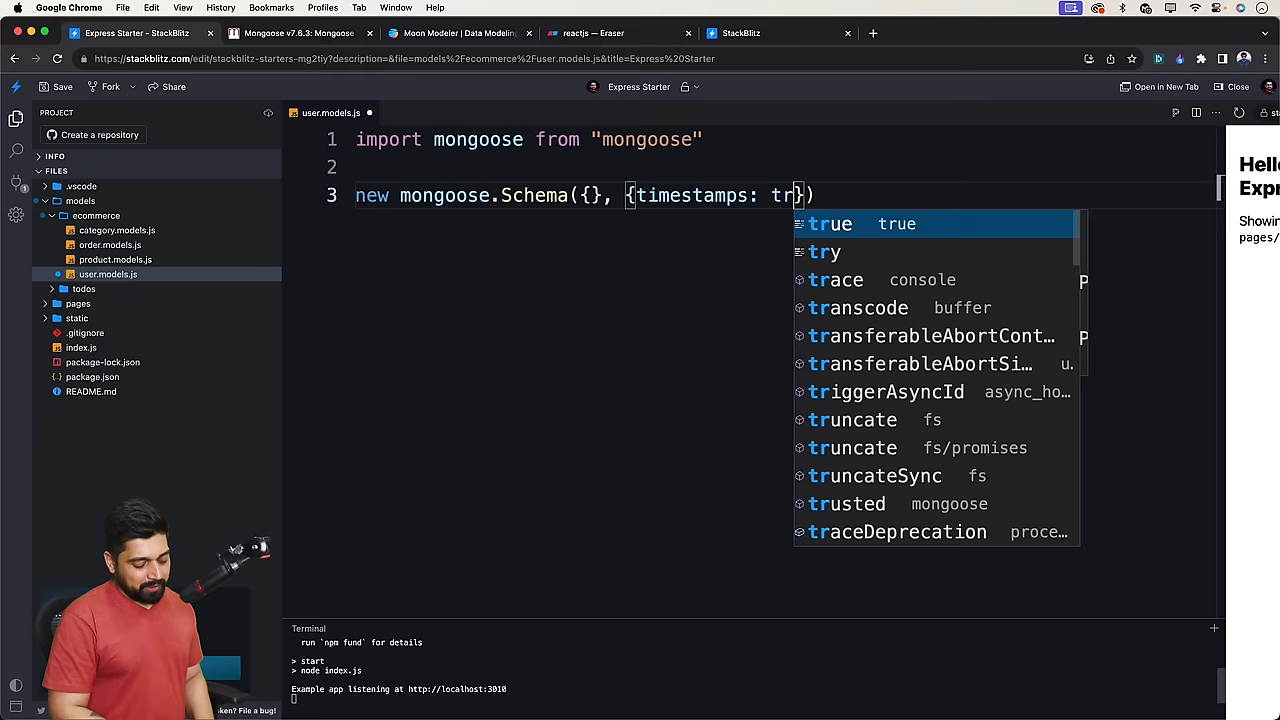 Google Chrome File Edit View History Bookmarks Profiles Tab Window Help
Express Starter - StackBlitz Mongoose v7.6.3: Mongoose Moon Modeler | Data Modeling reactjs — Eraser StackBlitz
https://stackblitz.com/edit/stackblitz-starters-mg2tiy?description=&file=models%2Fecommerce%2Fuser.models.js&title=Express%20Starter
Save Fork Share Express Starter Open in New Tab Close
PROJECT
user.models.js
Create a repository
INFO
FILES
.vscode
models
ecommerce
category.models.js
order.models.js
product.models.js
user.models.js
todos
pages
static
.gitignore
index.js
package-lock.json
package.json
README.md
1 import mongoose from "mongoose"
2
3 new mongoose.Schema({}, {timestamps: tr})
true true
try
trace console
transcode buffer
transferableAbortCont…
transferableAbortSi… u.
triggerAsyncId async_ho…
truncate fs
truncate fs/promises
truncateSync fs
trusted mongoose
traceDeprecation proce…
Hello
Expr
Showin
pages/
Terminal
run `npm fund` for details
> start
> node index.js
Example app listening at http://localhost:3010
ken? File a bug!